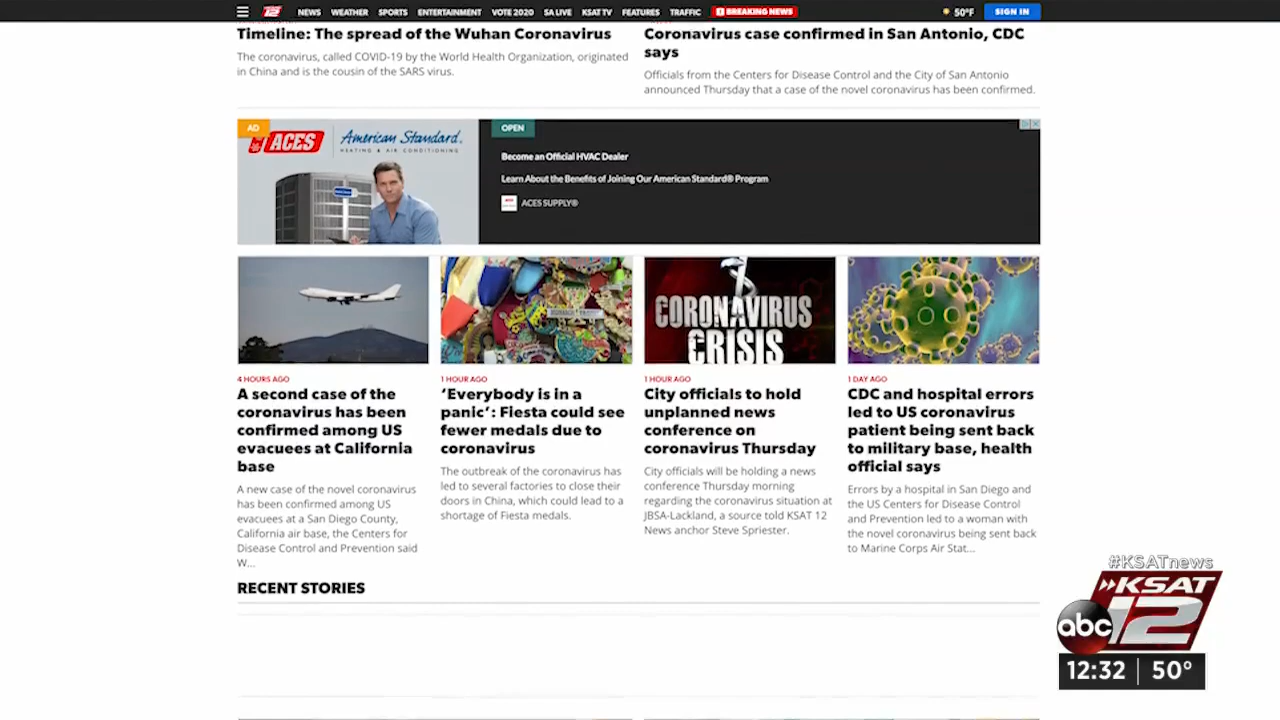 12
NEWS
WEATHER
SPORTS
ENTERTAINMENT
VOTE 2020
SA LIVE
KSAT TV
FEATURES
TRAFFIC
BREAKING NEWS
50°F
SIGN IN
Timeline: The spread of the Wuhan Coronavirus
The coronavirus, called COVID-19 by the World Health Organization, originated
in China and is the cousin of the SARS virus.
Coronavirus case confirmed in San Antonio, CDC
says
Officials from the Centers for Disease Control and the City of San Antonio
announced Thursday that a case of the novel coronavirus has been confirmed.
AD
ACES
American Standard
HEATING & AIR CONDITIONING
OPEN
Become an Official HVAC Dealer
Learn About the Benefits of Joining Our American Standard® Program
ACES SUPPLY®
4 HOURS AGO
A second case of the
coronavirus has been
confirmed among US
evacuees at California
base
A new case of the novel coronavirus
has been confirmed among US
evacuees at a San Diego County,
California air base, the Centers for
Disease Control and Prevention said
W...
1 HOUR AGO
‘Everybody is in a
panic’: Fiesta could see
fewer medals due to
coronavirus
The outbreak of the coronavirus has
led to several factories to close their
doors in China, which could lead to a
shortage of Fiesta medals.
CORONAVIRUS
CRISIS
1 HOUR AGO
City officials to hold
unplanned news
conference on
coronavirus Thursday
City officials will be holding a news
conference Thursday morning
regarding the coronavirus situation at
JBSA-Lackland, a source told KSAT 12
News anchor Steve Spriester.
1 DAY AGO
CDC and hospital errors
led to US coronavirus
patient being sent back
to military base, health
official says
Errors by a hospital in San Diego and
the US Centers for Disease Control
and Prevention led to a woman with
the novel coronavirus being sent back
to Marine Corps Air Stat...
RECENT STORIES
#KSATnews
KSAT
abc
12
12:32
50°